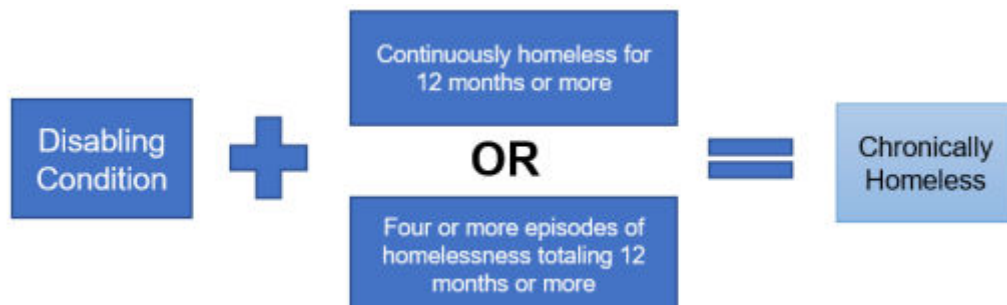 Continuously homeless for
12 months or more
Disabling
Condition
OR
Chronically
Homeless
Four or more episodes of
homelessness totaling 12
months or more